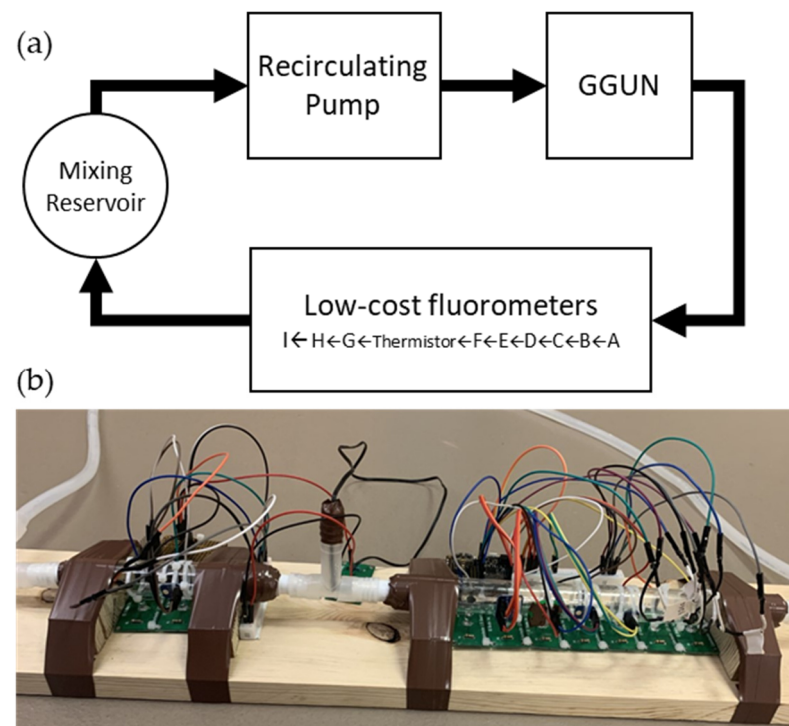 (a)
Recirculating
Pump
GGUN
Mixing
Reservoir
Low-cost fluorometers
I←H←G←Thermistor←F←E←D←C←B←A
(b)